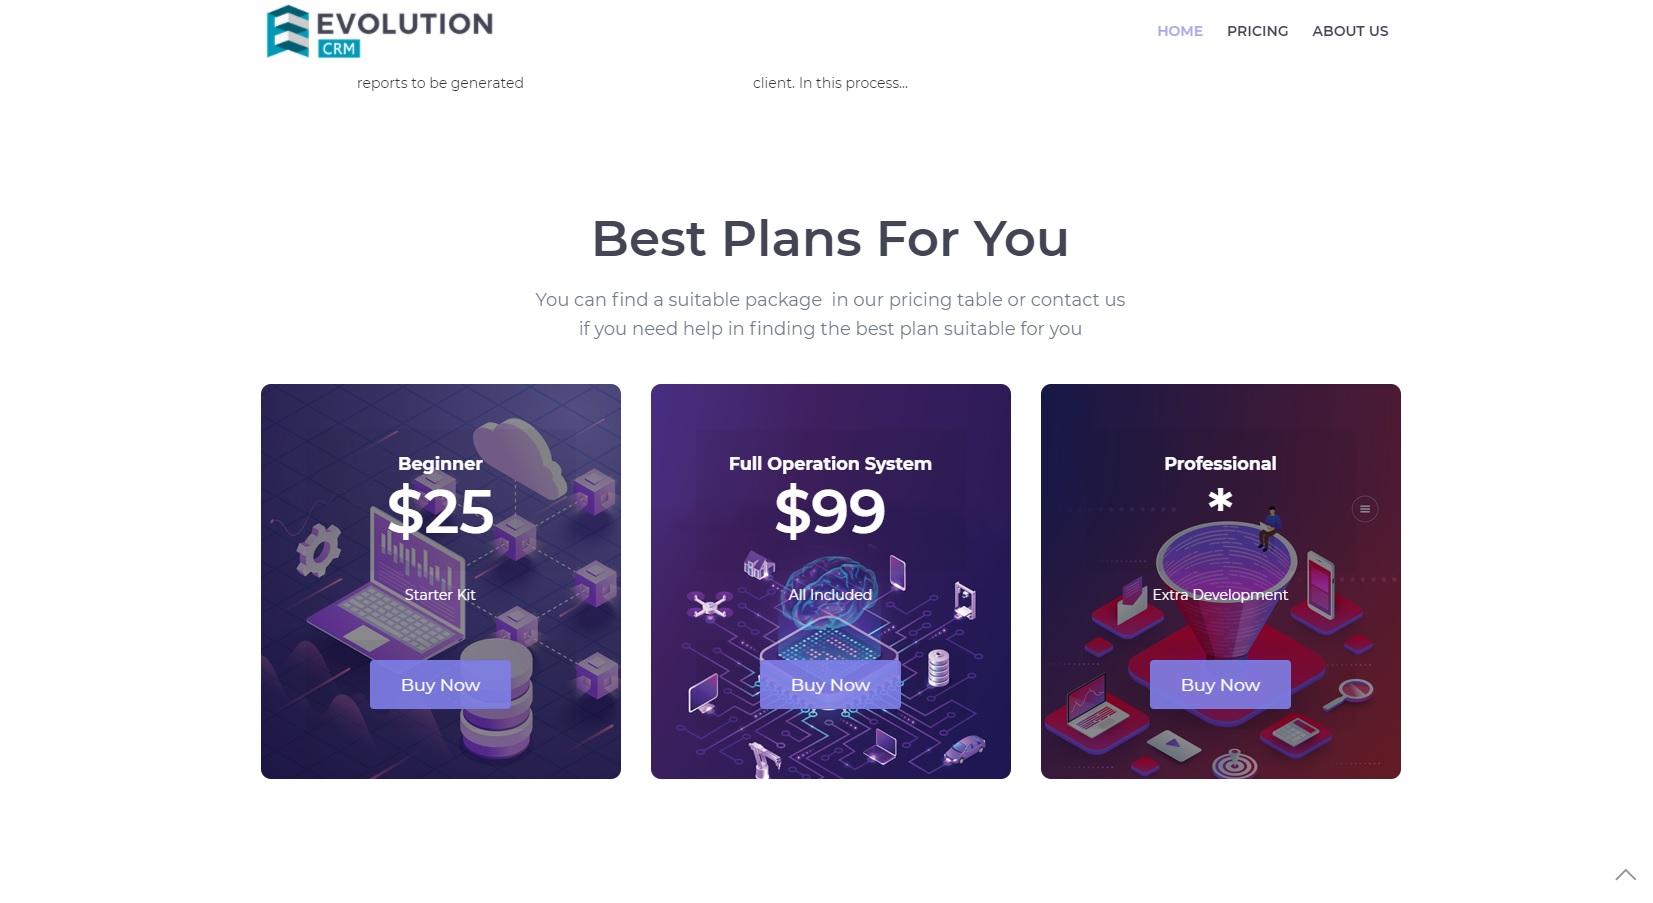 EVOLUTION
CRM
HOME PRICING ABOUT US
reports to be generated
client. In this process...
Best Plans For You
You can find a suitable package  in our pricing table or contact us
if you need help in finding the best plan suitable for you
Beginner
$25
Starter Kit
Buy Now
Full Operation System
$99
All Included
Buy Now
Professional
*
Extra Development
Buy Now